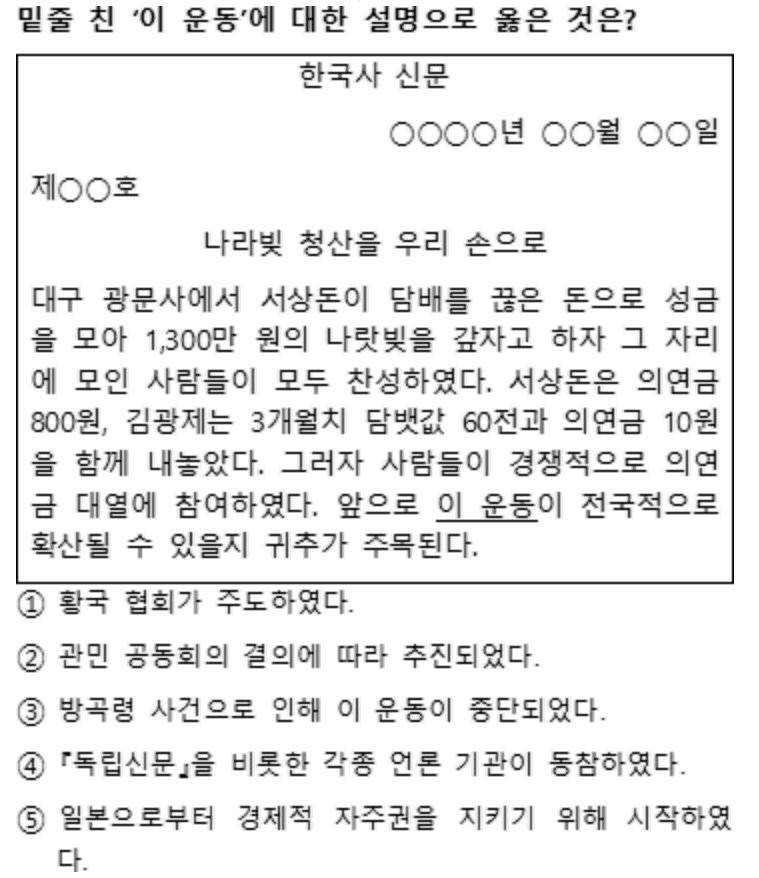 밑줄 친 ‘이 운동’에 대한 설명으로 옳은 것은?
한국사 신문
○○○○년 ○○월 ○○일
제○○호
나라빚 청산을 우리 손으로
대구 광문사에서 서상돈이 담배를 끊은 돈으로 성금
을 모아 1,300만 원의 나랏빚을 갚자고 하자 그 자리
에 모인 사람들이 모두 찬성하였다. 서상돈은 의연금
800원, 김광제는 3개월치 담뱃값 60전과 의연금 10원
을 함께 내놓았다. 그러자 사람들이 경쟁적으로 의연
금 대열에 참여하였다. 앞으로 이 운동이 전국적으로
확산될 수 있을지 귀추가 주목된다.
① 황국 협회가 주도하였다.
② 관민 공동회의 결의에 따라 추진되었다.
③ 방곡령 사건으로 인해 이 운동이 중단되었다.
④ 『독립신문』을 비롯한 각종 언론 기관이 동참하였다.
⑤ 일본으로부터 경제적 자주권을 지키기 위해 시작하였
다.